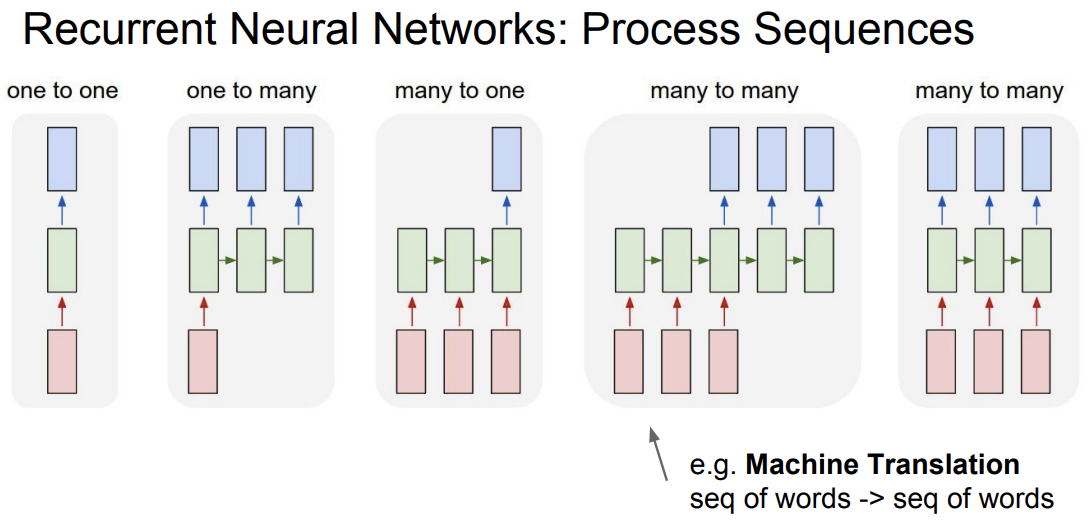 Recurrent Neural Networks: Process Sequences
one to one
one to many
many to one
many to many
many to many
e.g. Machine Translation
seq of words -> seq of words